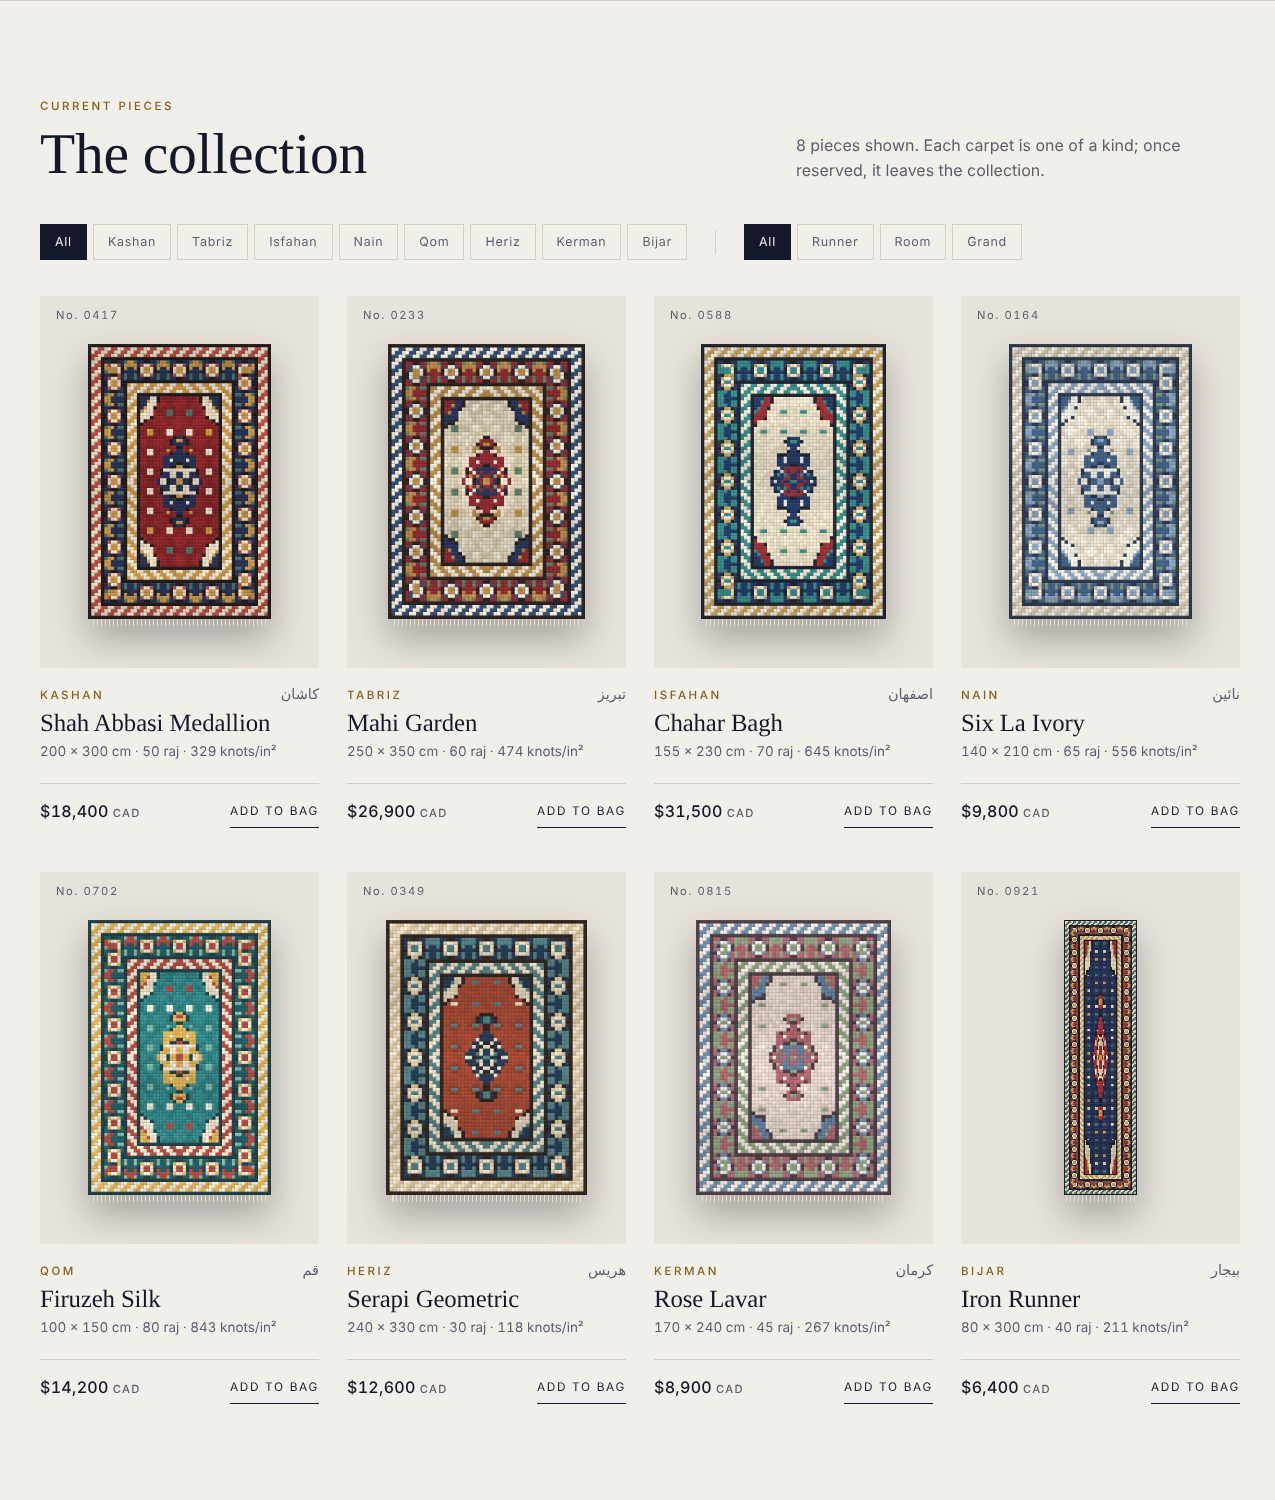 CURRENT PIECES
The collection
8 pieces shown. Each carpet is one of a kind; once
reserved, it leaves the collection.
All Kashan Tabriz Isfahan Nain Qom Heriz Kerman Bijar All Runner Room Grand
No. 0417 No. 0233 No. 0588 No. 0164
KASHAN کاشان TABRIZ تبریز ISFAHAN اصفهان NAIN نائین
Shah Abbasi Medallion Mahi Garden Chahar Bagh Six La Ivory
200 × 300 cm · 50 raj · 329 knots/in² 250 × 350 cm · 60 raj · 474 knots/in² 155 × 230 cm · 70 raj · 645 knots/in² 140 × 210 cm · 65 raj · 556 knots/in²
$18,400 CAD ADD TO BAG $26,900 CAD ADD TO BAG $31,500 CAD ADD TO BAG $9,800 CAD ADD TO BAG
No. 0702 No. 0349 No. 0815 No. 0921
QOM قم HERIZ هریس KERMAN کرمان BIJAR بیجار
Firuzeh Silk Serapi Geometric Rose Lavar Iron Runner
100 × 150 cm · 80 raj · 843 knots/in² 240 × 330 cm · 30 raj · 118 knots/in² 170 × 240 cm · 45 raj · 267 knots/in² 80 × 300 cm · 40 raj · 211 knots/in²
$14,200 CAD ADD TO BAG $12,600 CAD ADD TO BAG $8,900 CAD ADD TO BAG $6,400 CAD ADD TO BAG